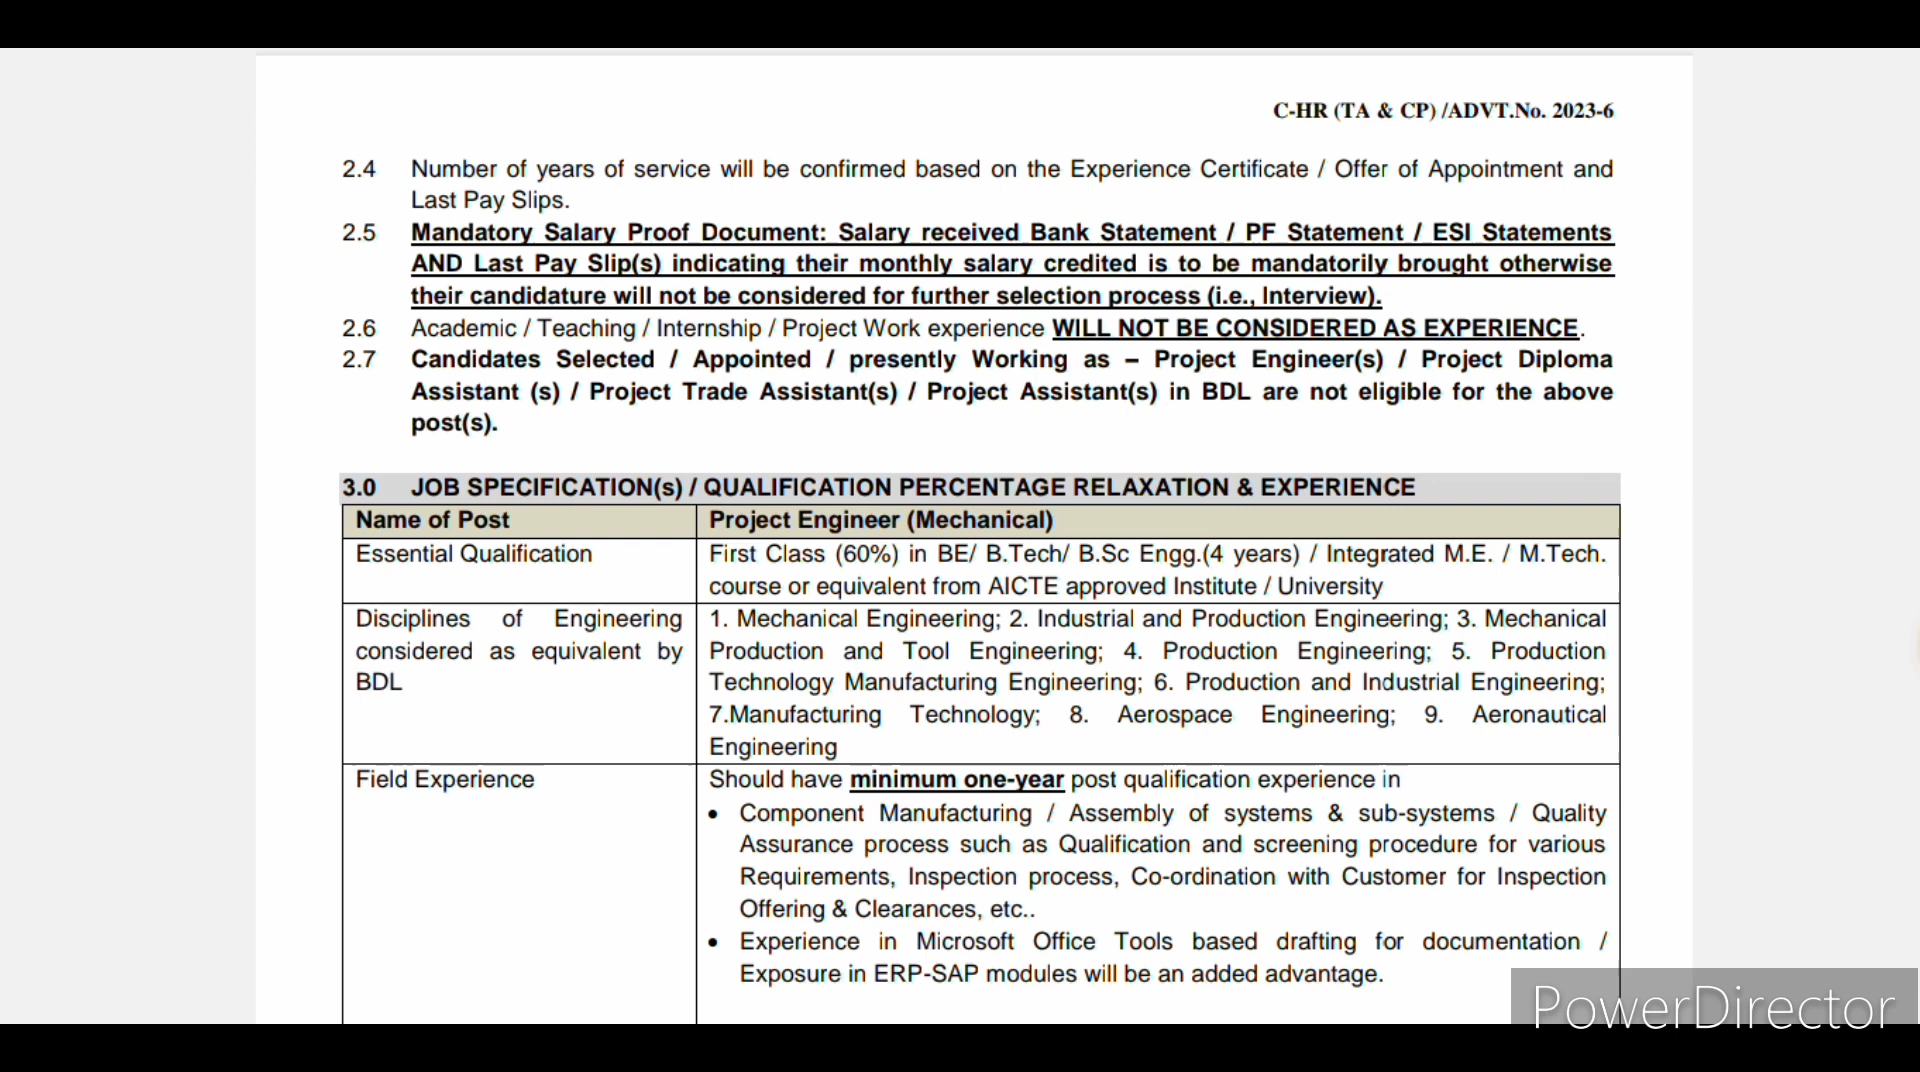 C-HR (TA & CP) /ADVT.No. 2023-6
2.4 Number of years of service will be confirmed based on the Experience Certificate / Offer of Appointment and
Last Pay Slips.
2.5 Mandatory Salary Proof Document: Salary received Bank Statement / PF Statement / ESI Statements
AND Last Pay Slip(s) indicating their monthly salary credited is to be mandatorily brought otherwise
their candidature will not be considered for further selection process (i.e., Interview).
2.6 Academic / Teaching / Internship / Project Work experience WILL NOT BE CONSIDERED AS EXPERIENCE.
2.7 Candidates Selected / Appointed / presently Working as – Project Engineer(s) / Project Diploma
Assistant (s) / Project Trade Assistant(s) / Project Assistant(s) in BDL are not eligible for the above
post(s).
3.0 JOB SPECIFICATION(s) / QUALIFICATION PERCENTAGE RELAXATION & EXPERIENCE
Name of Post
Project Engineer (Mechanical)
Essential Qualification
First Class (60%) in BE/ B.Tech/ B.Sc Engg.(4 years) / Integrated M.E. / M.Tech.
course or equivalent from AICTE approved Institute / University
Disciplines of Engineering
considered as equivalent by
BDL
1. Mechanical Engineering; 2. Industrial and Production Engineering; 3. Mechanical
Production and Tool Engineering; 4. Production Engineering; 5. Production
Technology Manufacturing Engineering; 6. Production and Industrial Engineering;
7.Manufacturing Technology; 8. Aerospace Engineering; 9. Aeronautical
Engineering
Field Experience
Should have minimum one-year post qualification experience in
• Component Manufacturing / Assembly of systems & sub-systems / Quality
Assurance process such as Qualification and screening procedure for various
Requirements, Inspection process, Co-ordination with Customer for Inspection
Offering & Clearances, etc..
• Experience in Microsoft Office Tools based drafting for documentation /
Exposure in ERP-SAP modules will be an added advantage.
PowerDirector